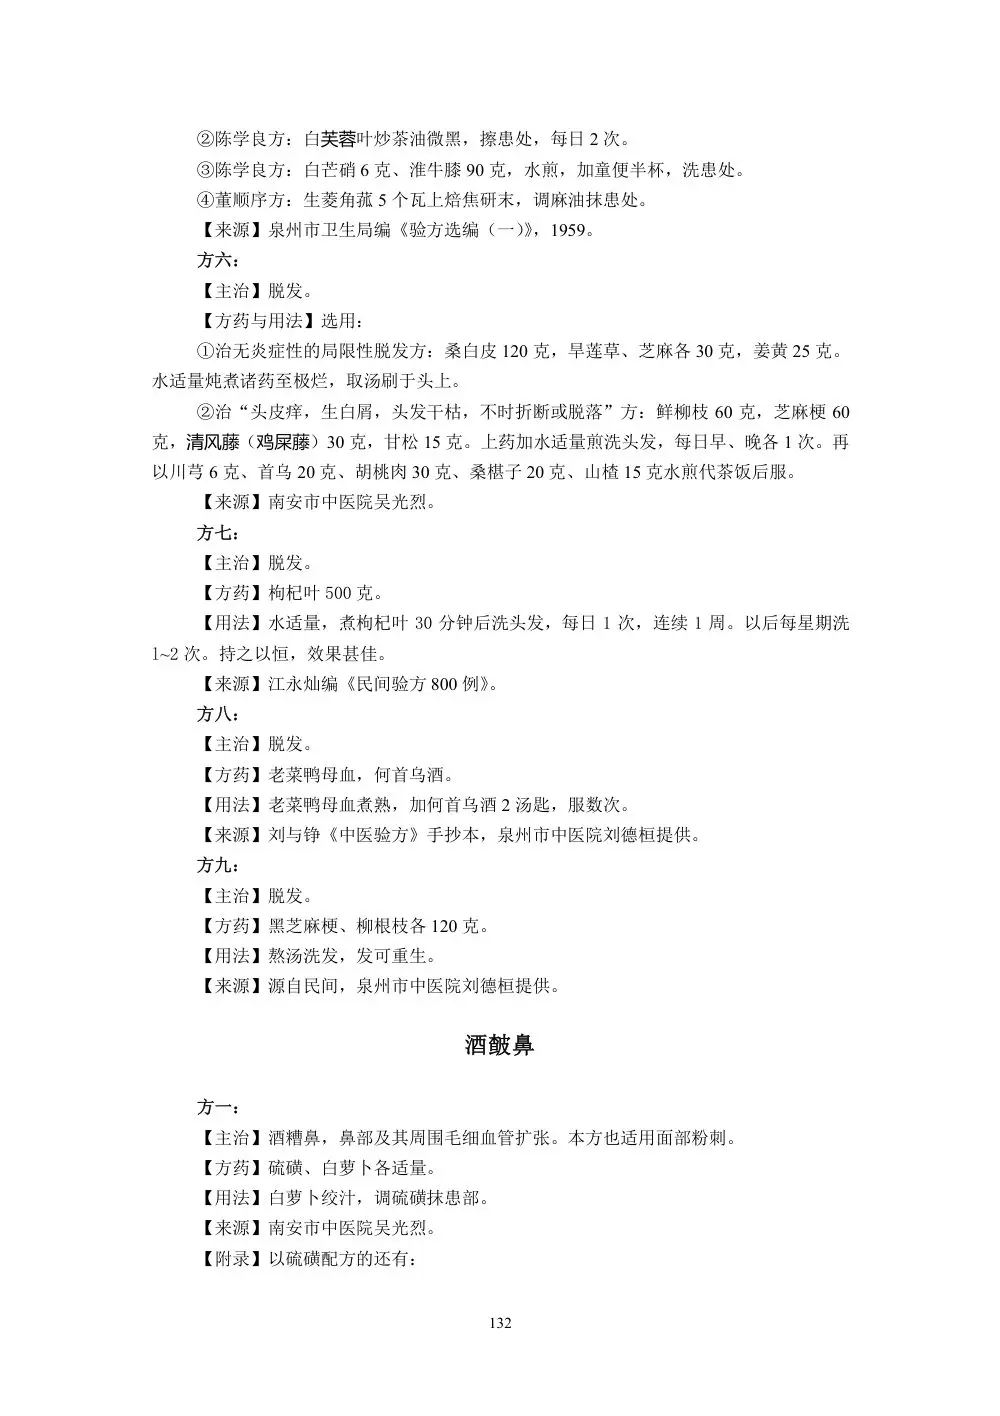 ②陈学良方：白芙蓉叶炒茶油微黑，擦患处，每日 2 次。
③陈学良方：白芒硝 6 克、淮牛膝 90 克，水煎，加童便半杯，洗患处。
④董顺序方：生菱角菰 5 个瓦上焙焦研末，调麻油抹患处。
【来源】泉州市卫生局编《验方选编（一）》，1959。
方六：
【主治】脱发。
【方药与用法】选用：
①治无炎症性的局限性脱发方：桑白皮 120 克，旱莲草、芝麻各 30 克，姜黄 25 克。
水适量炖煮诸药至极烂，取汤刷于头上。
②治“头皮痒，生白屑，头发干枯，不时折断或脱落”方：鲜柳枝 60 克，芝麻梗 60
克，清风藤（鸡屎藤）30 克，甘松 15 克。上药加水适量煎洗头发，每日早、晚各 1 次。再
以川芎 6 克、首乌 20 克、胡桃肉 30 克、桑椹子 20 克、山楂 15 克水煎代茶饭后服。
【来源】南安市中医院吴光烈。
方七：
【主治】脱发。
【方药】枸杞叶 500 克。
【用法】水适量，煮枸杞叶 30 分钟后洗头发，每日 1 次，连续 1 周。以后每星期洗
1~2 次。持之以恒，效果甚佳。
【来源】江永灿编《民间验方 800 例》。
方八：
【主治】脱发。
【方药】老菜鸭母血，何首乌酒。
【用法】老菜鸭母血煮熟，加何首乌酒 2 汤匙，服数次。
【来源】刘与铮《中医验方》手抄本，泉州市中医院刘德桓提供。
方九：
【主治】脱发。
【方药】黑芝麻梗、柳根枝各 120 克。
【用法】熬汤洗发，发可重生。
【来源】源自民间，泉州市中医院刘德桓提供。
酒皶鼻
方一：
【主治】酒糟鼻，鼻部及其周围毛细血管扩张。本方也适用面部粉刺。
【方药】硫磺、白萝卜各适量。
【用法】白萝卜绞汁，调硫磺抹患部。
【来源】南安市中医院吴光烈。
【附录】以硫磺配方的还有：
132